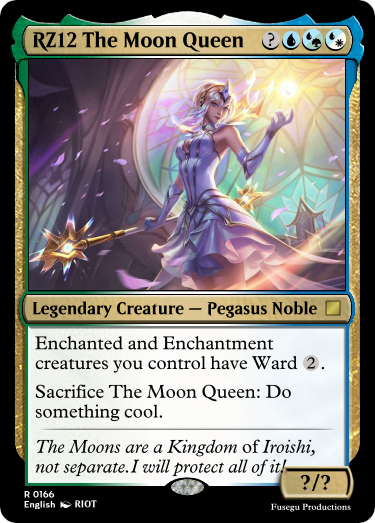 RZ12 The Moon Queen ?
Legendary Creature — Pegasus Noble
Enchanted and Enchantment
creatures you control have Ward 2.
Sacrifice The Moon Queen: Do
something cool.
The Moons are a Kingdom of Iroishi,
not separate. I will protect all of it!
?/?
R 0166
English RIOT
Fusegu Productions